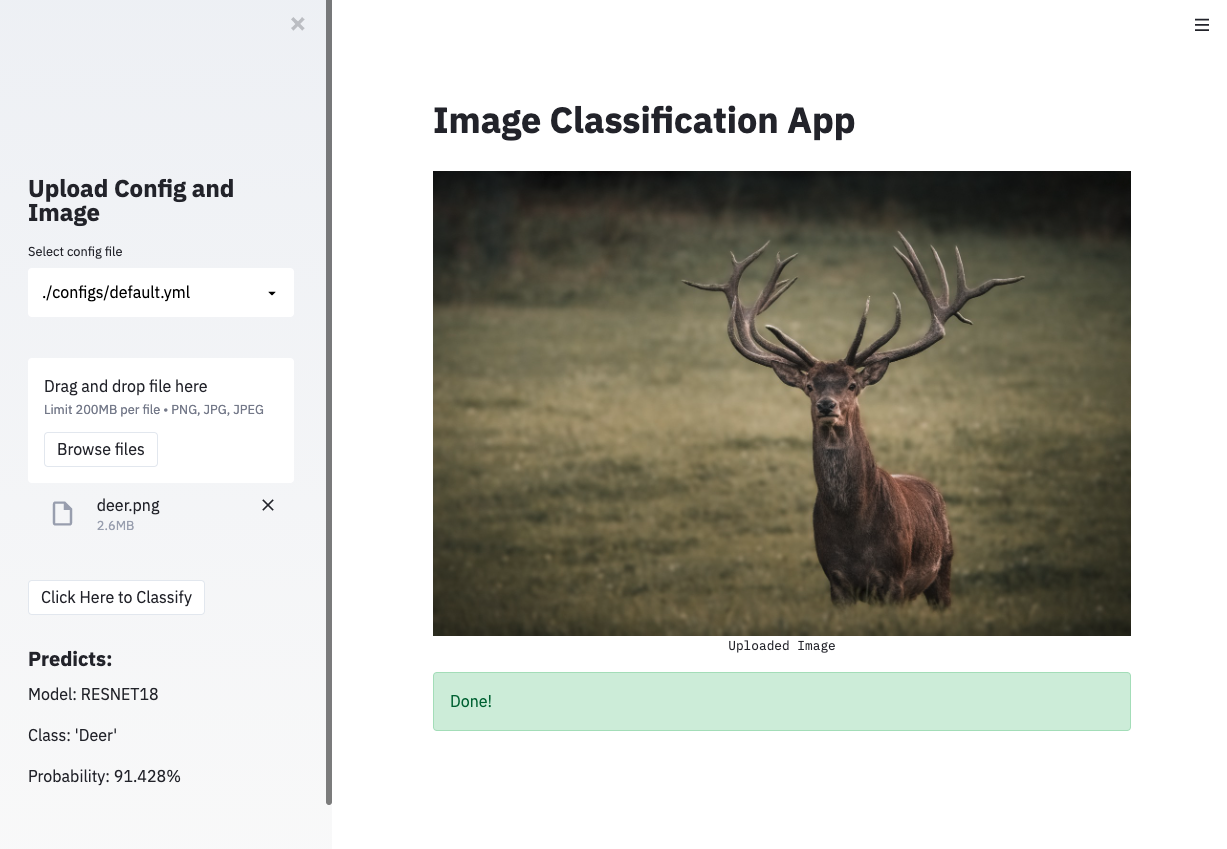 Upload Config and
Image
Select config file
./configs/default.yml
Drag and drop file here
Limit 200MB per file • PNG, JPG, JPEG
Browse files
deer.png
2.6MB
Click Here to Classify
Predicts:
Model: RESNET18
Class: 'Deer'
Probability: 91.428%
Image Classification App
Uploaded Image
Done!